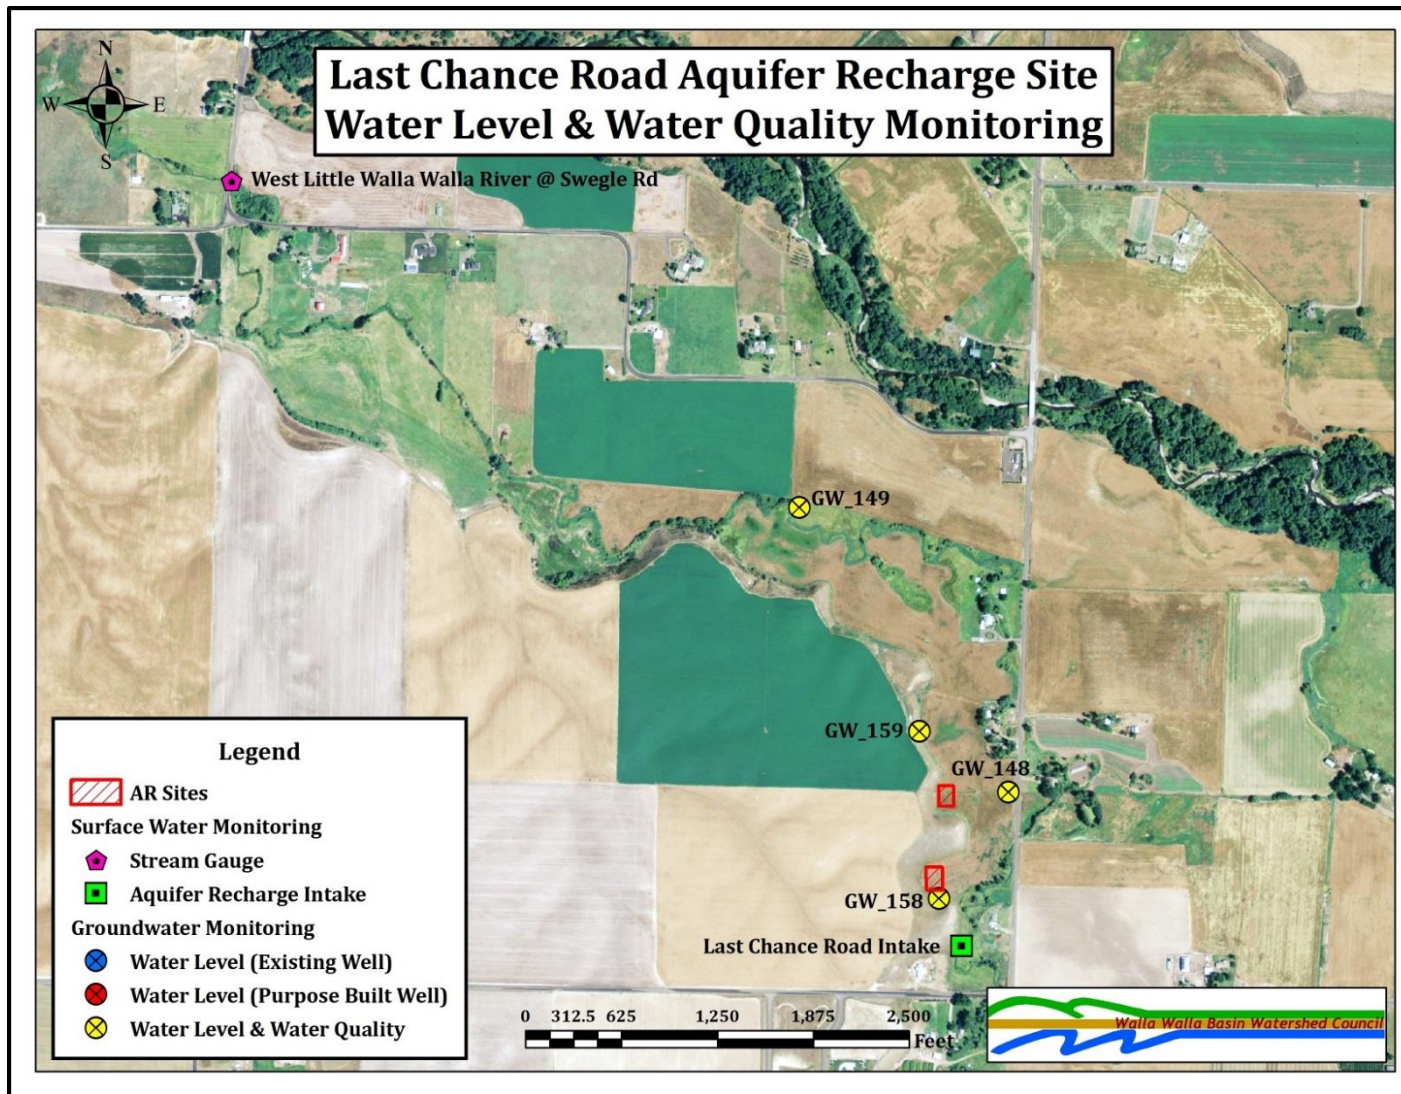 Last Chance Road Aquifer Recharge Site
Water Level & Water Quality Monitoring
N
W E
S
West Little Walla Walla River @ Swegle Rd
GW_149
GW_159
GW_148
GW_158
Last Chance Road Intake
Legend
AR Sites
Surface Water Monitoring
Stream Gauge
Aquifer Recharge Intake
Groundwater Monitoring
Water Level (Existing Well)
Water Level (Purpose Built Well)
Water Level & Water Quality
0 312.5 625 1,250 1,875 2,500
Feet
Walla Walla Basin Watershed Council